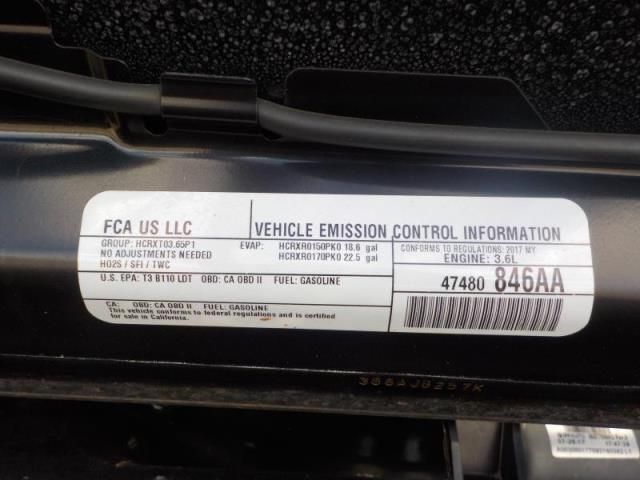 FCA US LLC
VEHICLE EMISSION CONTROL INFORMATION
GROUP: HCRXT03.65P1
NO ADJUSTMENTS NEEDED
HO2S / SFI / TWC
EVAP: HCRXR0150PK0 18.6 gal
HCRXR0170PK0 22.5 gal
CONFORMS TO REGULATIONS: 2017 MY
ENGINE: 3.6L
U.S. EPA: T3 B110 LDT OBD: CA OBD II FUEL: GASOLINE
47480 846AA
CA: OBD: CA OBD II FUEL: GASOLINE
This vehicle conforms to federal regulations and is certified
for sale in California.
366AJ8257K